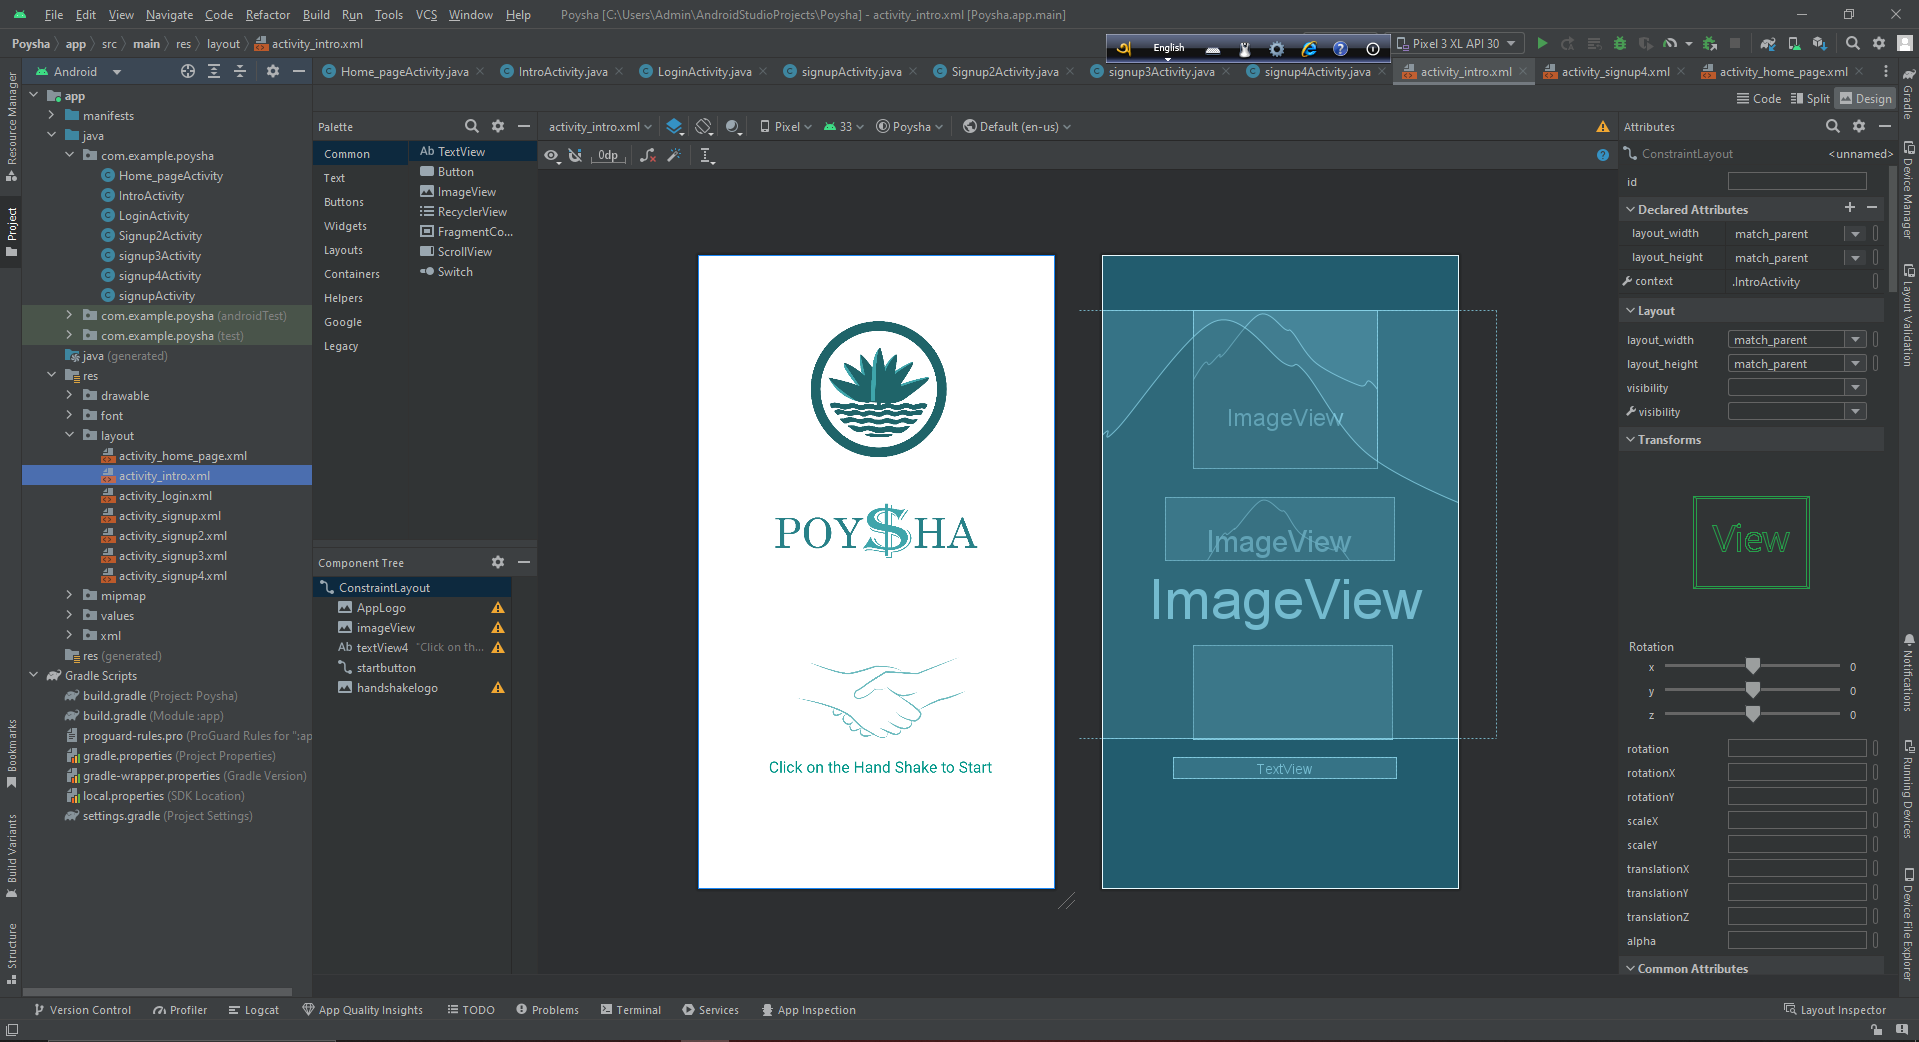 File Edit View Navigate Code Refactor Build Run Tools VCS Window Help Poysha [C:\Users\Admin\AndroidStudioProjects\Poysha] - activity_intro.xml [Poysha.app.main]
Poysha app src main res layout activity_intro.xml
English
Pixel 3 XL API 30
Android
Home_pageActivity.java IntroActivity.java LoginActivity.java signupActivity.java Signup2Activity.java signup3Activity.java signup4Activity.java activity_intro.xml activity_signup4.xml activity_home_page.xml
Code Split Design
Resource Manager
Project
Bookmarks
Build Variants
Structure
app
manifests
java
com.example.poysha
Home_pageActivity
IntroActivity
LoginActivity
Signup2Activity
signup3Activity
signup4Activity
signupActivity
com.example.poysha (androidTest)
com.example.poysha (test)
java (generated)
res
drawable
font
layout
activity_home_page.xml
activity_intro.xml
activity_login.xml
activity_signup.xml
activity_signup2.xml
activity_signup3.xml
activity_signup4.xml
mipmap
values
xml
res (generated)
Gradle Scripts
build.gradle (Project: Poysha)
build.gradle (Module :app)
proguard-rules.pro (ProGuard Rules for ":ap
gradle.properties (Project Properties)
gradle-wrapper.properties (Gradle Version)
local.properties (SDK Location)
settings.gradle (Project Settings)
Palette
Common
Text
Buttons
Widgets
Layouts
Containers
Helpers
Google
Legacy
Ab TextView
Button
ImageView
RecyclerView
FragmentCo...
ScrollView
Switch
Component Tree
ConstraintLayout
AppLogo
imageView
Ab textView4 "Click on th...
startbutton
handshakelogo
activity_intro.xml Pixel 33 Poysha Default (en-us)
0dp
POY$HA
Click on the Hand Shake to Start
ImageView
ImageView
ImageView
TextView
Attributes
ConstraintLayout <unnamed>
id
Declared Attributes
layout_width match_parent
layout_height match_parent
context .IntroActivity
Layout
layout_width match_parent
layout_height match_parent
visibility
visibility
Transforms
View
Rotation
x 0
y 0
z 0
rotation
rotationX
rotationY
scaleX
scaleY
translationX
translationY
translationZ
alpha
Common Attributes
Gradle
Device Manager
Layout Validation
Notifications
Running Devices
Device File Explorer
Version Control Profiler Logcat App Quality Insights TODO Problems Terminal Services App Inspection Layout Inspector